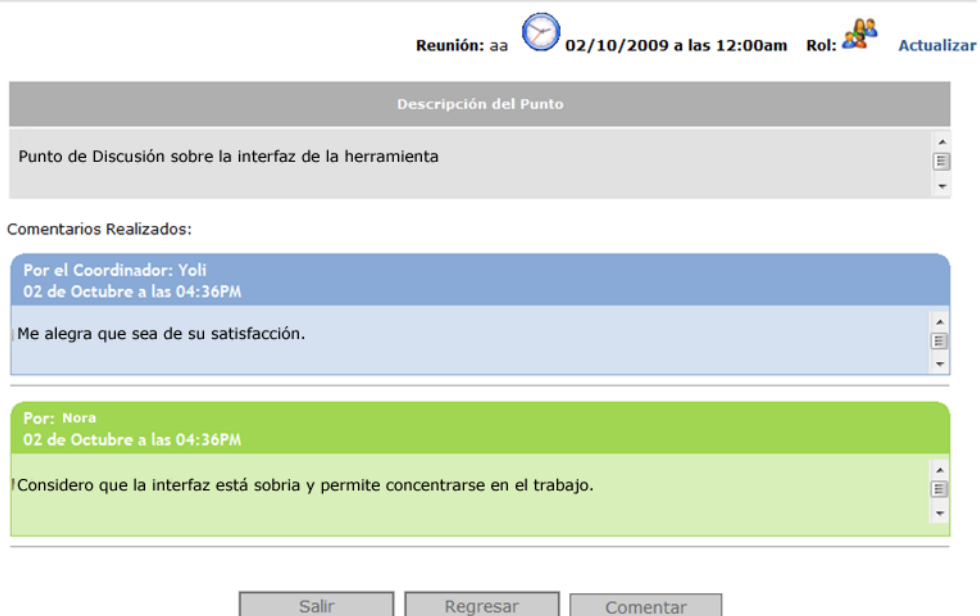 Reunión: aa 02/10/2009 a las 12:00am Rol: Actualizar
Descripción del Punto
Punto de Discusión sobre la interfaz de la herramienta
Comentarios Realizados:
Por el Coordinador: Yoli
02 de Octubre a las 04:36PM
Me alegra que sea de su satisfacción.
Por: Nora
02 de Octubre a las 04:36PM
Considero que la interfaz está sobria y permite concentrarse en el trabajo.
Salir Regresar Comentar